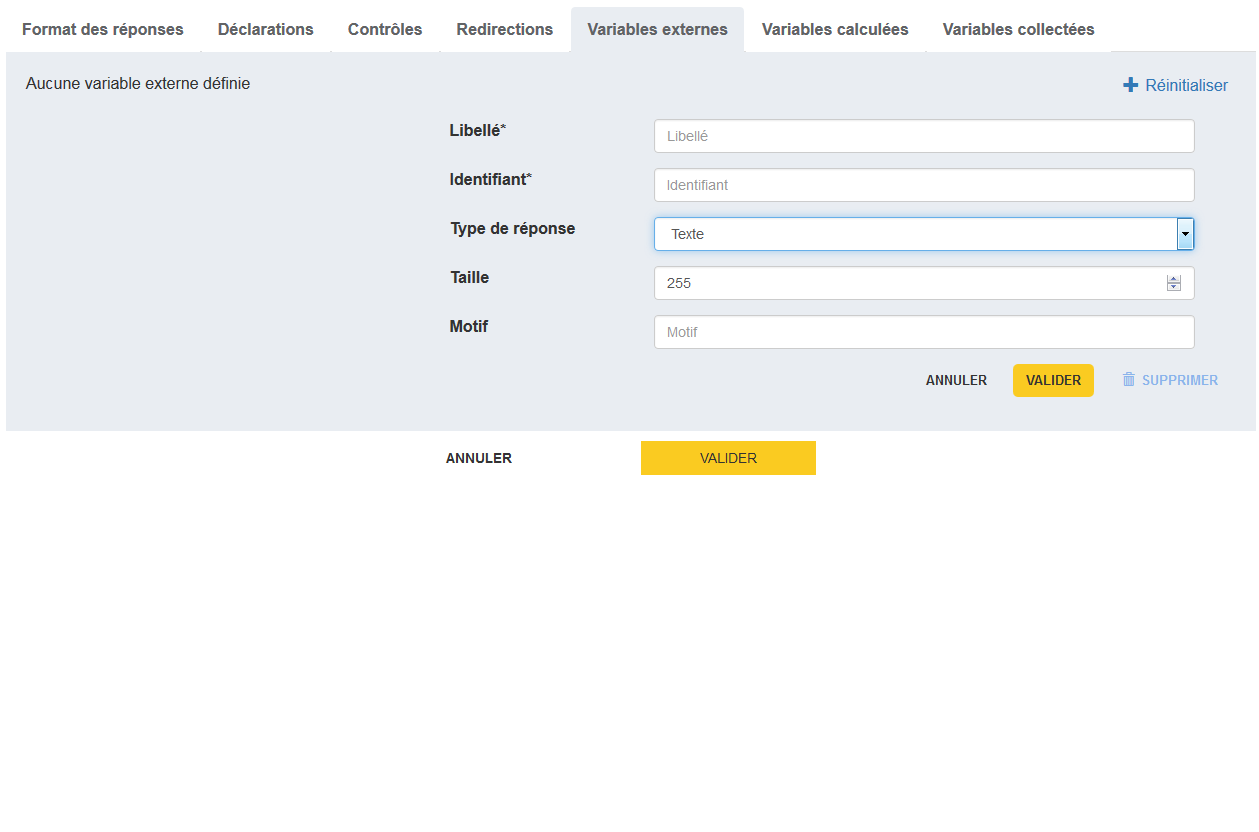 Format des réponses Déclarations Contrôles Redirections Variables externes Variables calculées Variables collectées
Aucune variable externe définie
Réinitialiser
Libellé* Libellé
Identifiant* Identifiant
Type de réponse Texte
Taille 255
Motif Motif
ANNULER VALIDER SUPPRIMER
ANNULER VALIDER